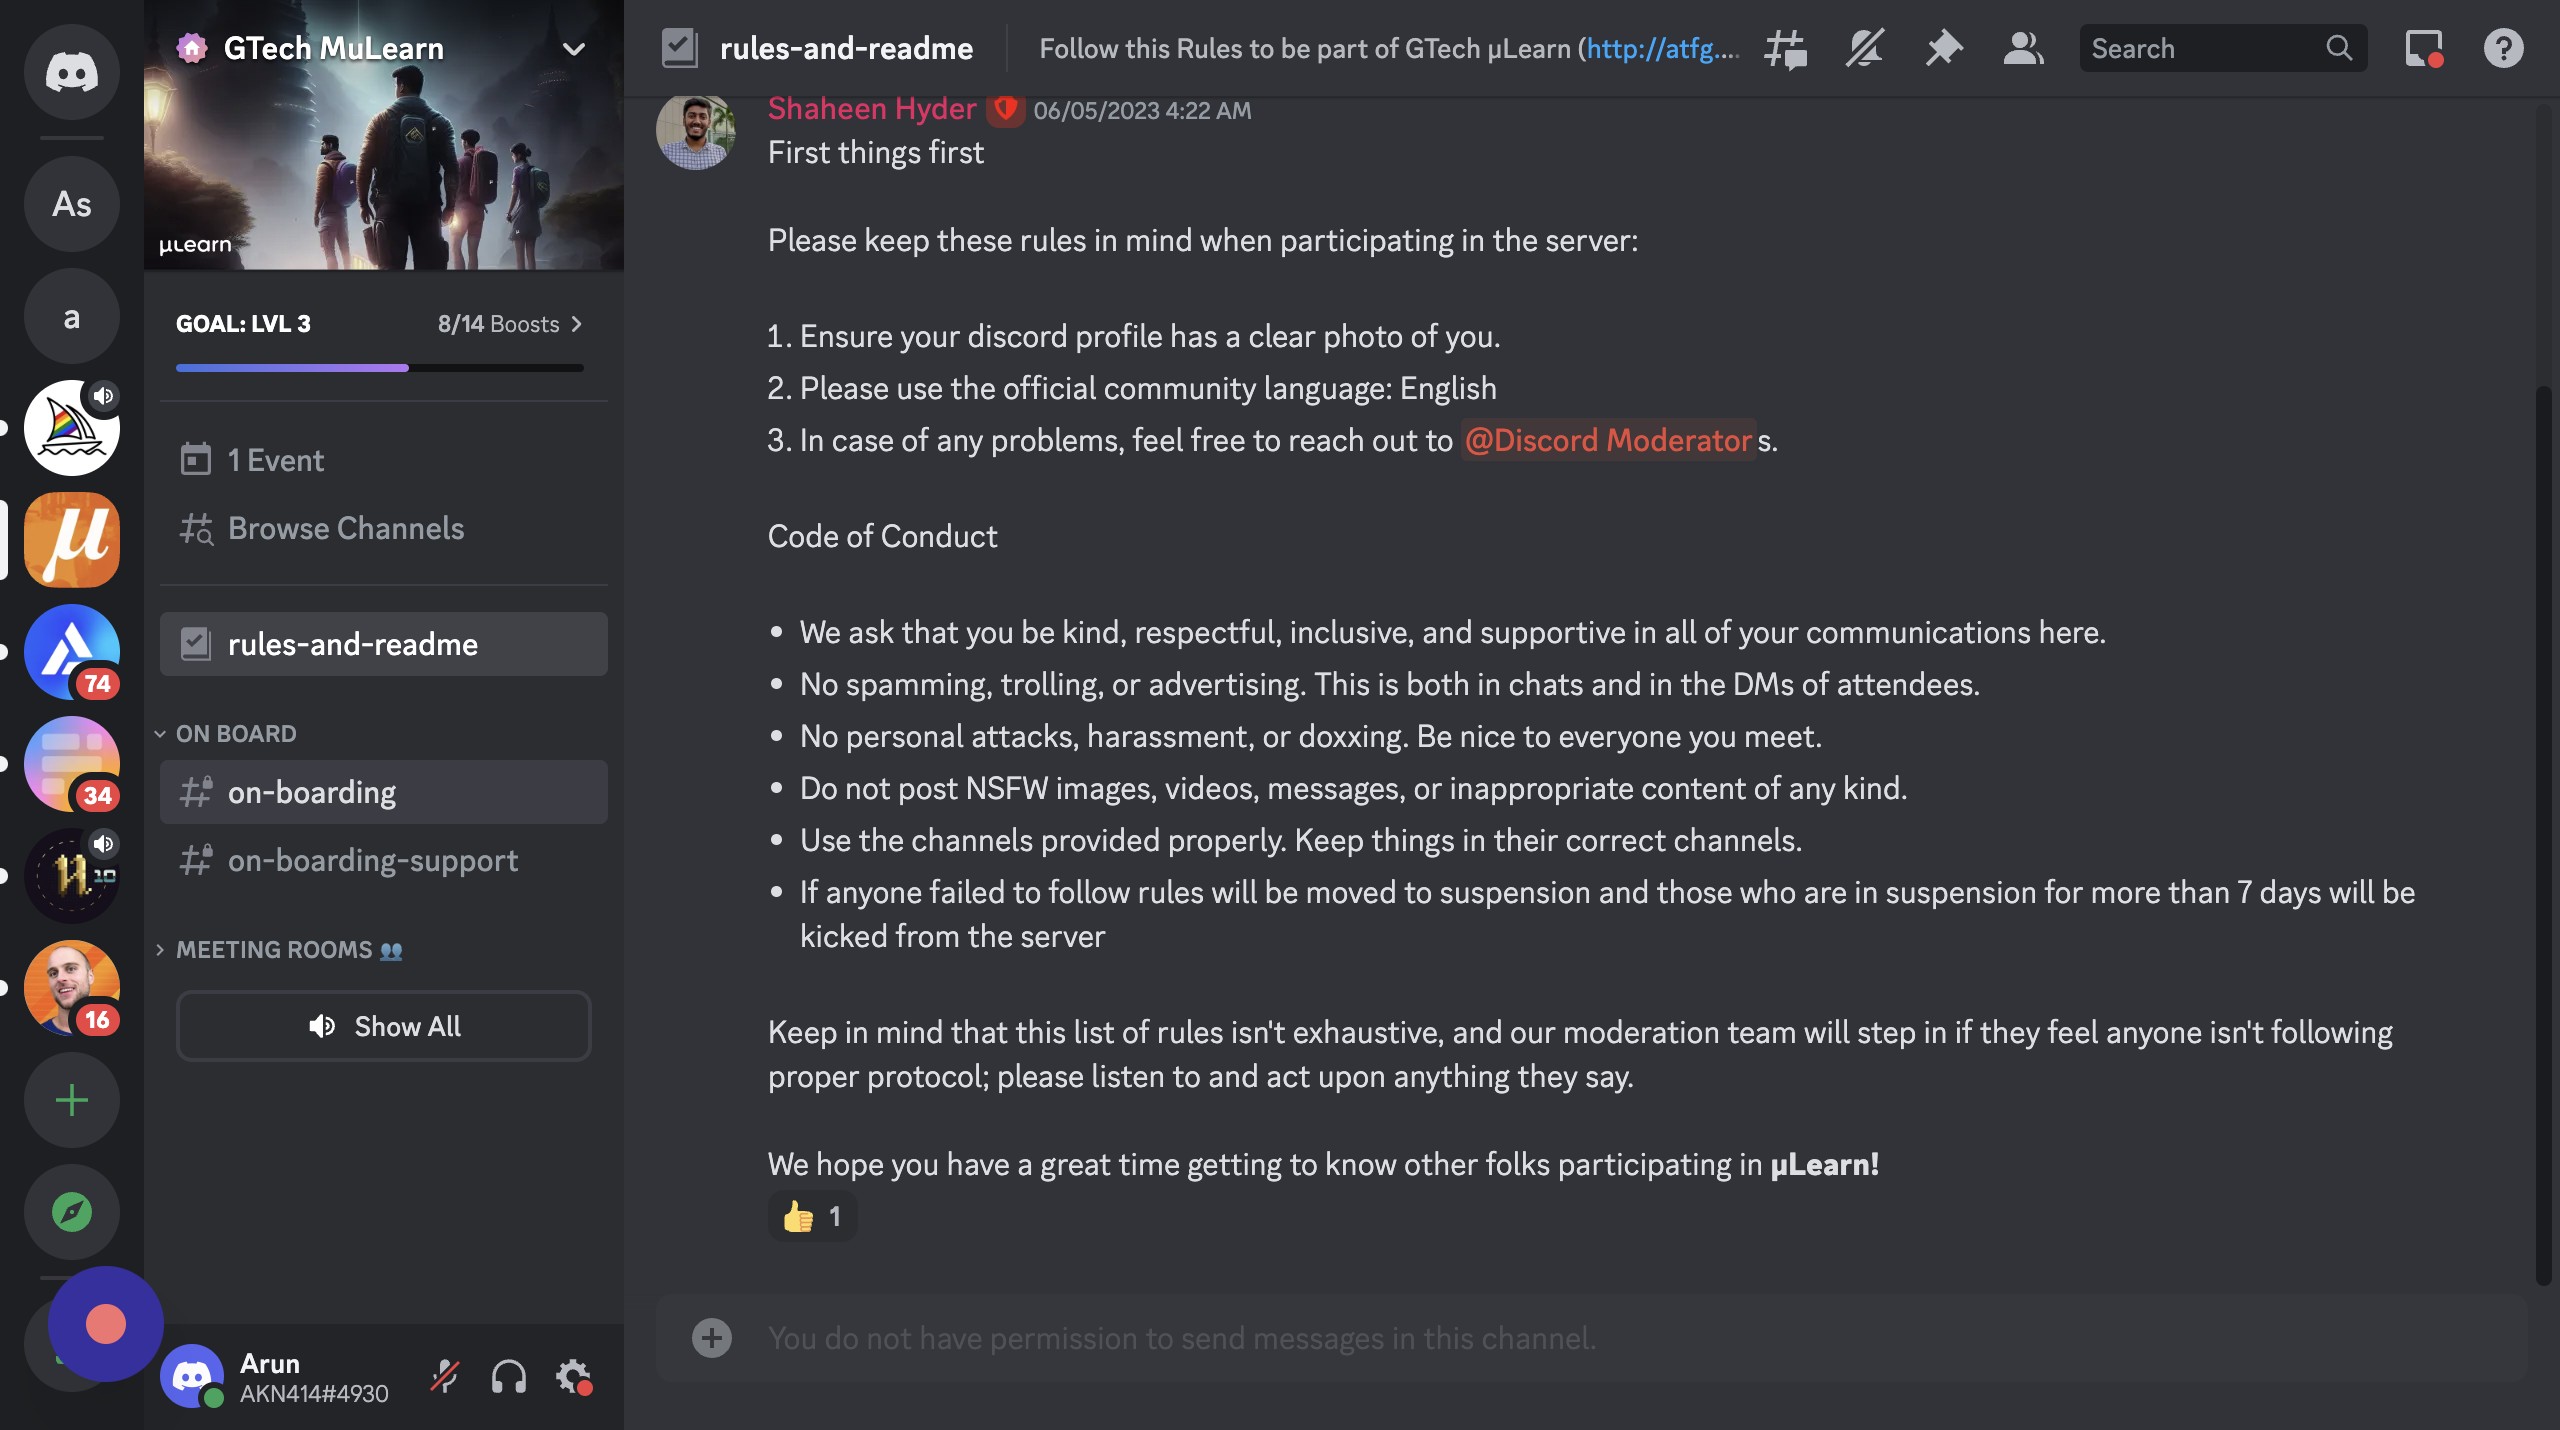 GTech MuLearn
µLearn
GOAL: LVL 3
8/14 Boosts
1 Event
Browse Channels
rules-and-readme
ON BOARD
on-boarding
on-boarding-support
MEETING ROOMS 👥
Show All
As
a
µ
74
34
10
16
Arun
AKN414#4930
rules-and-readme
Follow this Rules to be part of GTech µLearn (http://atfg....
Search
Shaheen Hyder 06/05/2023 4:22 AM
First things first
Please keep these rules in mind when participating in the server:
1. Ensure your discord profile has a clear photo of you.
2. Please use the official community language: English
3. In case of any problems, feel free to reach out to @Discord Moderators.
Code of Conduct
• We ask that you be kind, respectful, inclusive, and supportive in all of your communications here.
• No spamming, trolling, or advertising. This is both in chats and in the DMs of attendees.
• No personal attacks, harassment, or doxxing. Be nice to everyone you meet.
• Do not post NSFW images, videos, messages, or inappropriate content of any kind.
• Use the channels provided properly. Keep things in their correct channels.
• If anyone failed to follow rules will be moved to suspension and those who are in suspension for more than 7 days will be
kicked from the server
Keep in mind that this list of rules isn't exhaustive, and our moderation team will step in if they feel anyone isn't following
proper protocol; please listen to and act upon anything they say.
We hope you have a great time getting to know other folks participating in µLearn!
👍 1
You do not have permission to send messages in this channel.